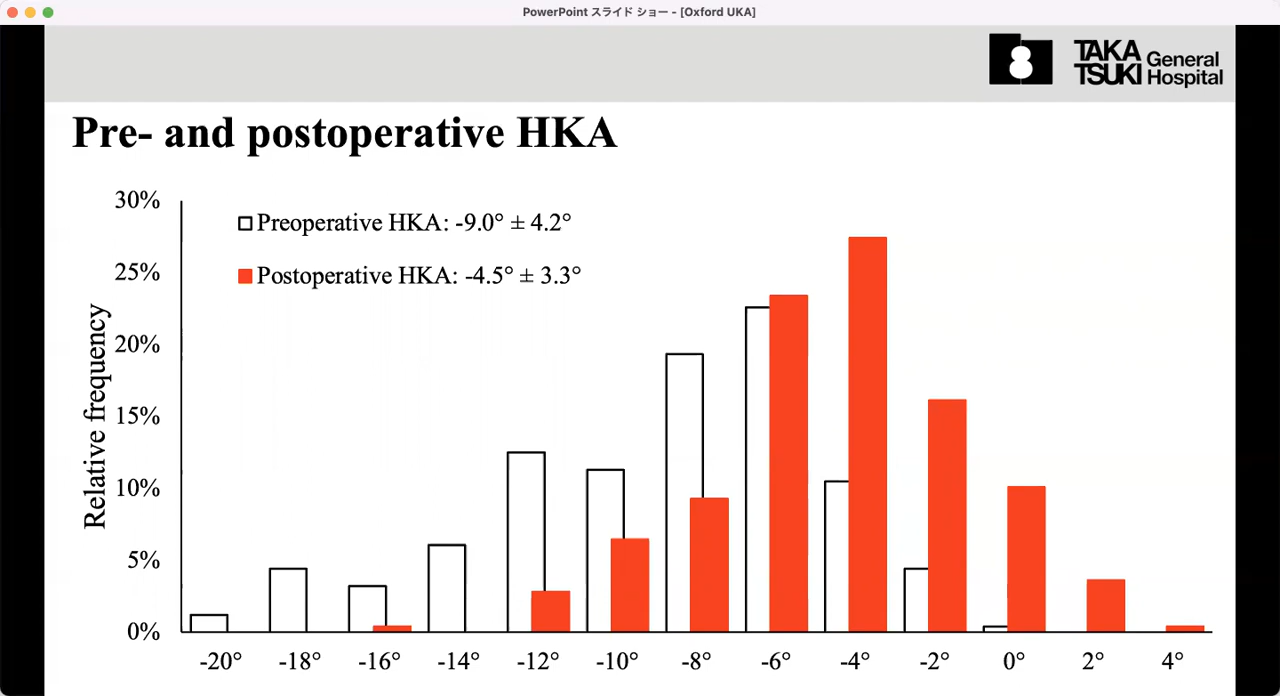 PowerPoint スライド ショー - [Oxford UKA]
TAKA
TSUKI
General
Hospital
Pre- and postoperative HKA
Relative frequency
30%
25%
20%
15%
10%
5%
0%
Preoperative HKA: -9.0° ± 4.2°
Postoperative HKA: -4.5° ± 3.3°
-20° -18° -16° -14° -12° -10° -8° -6° -4° -2° 0° 2° 4°